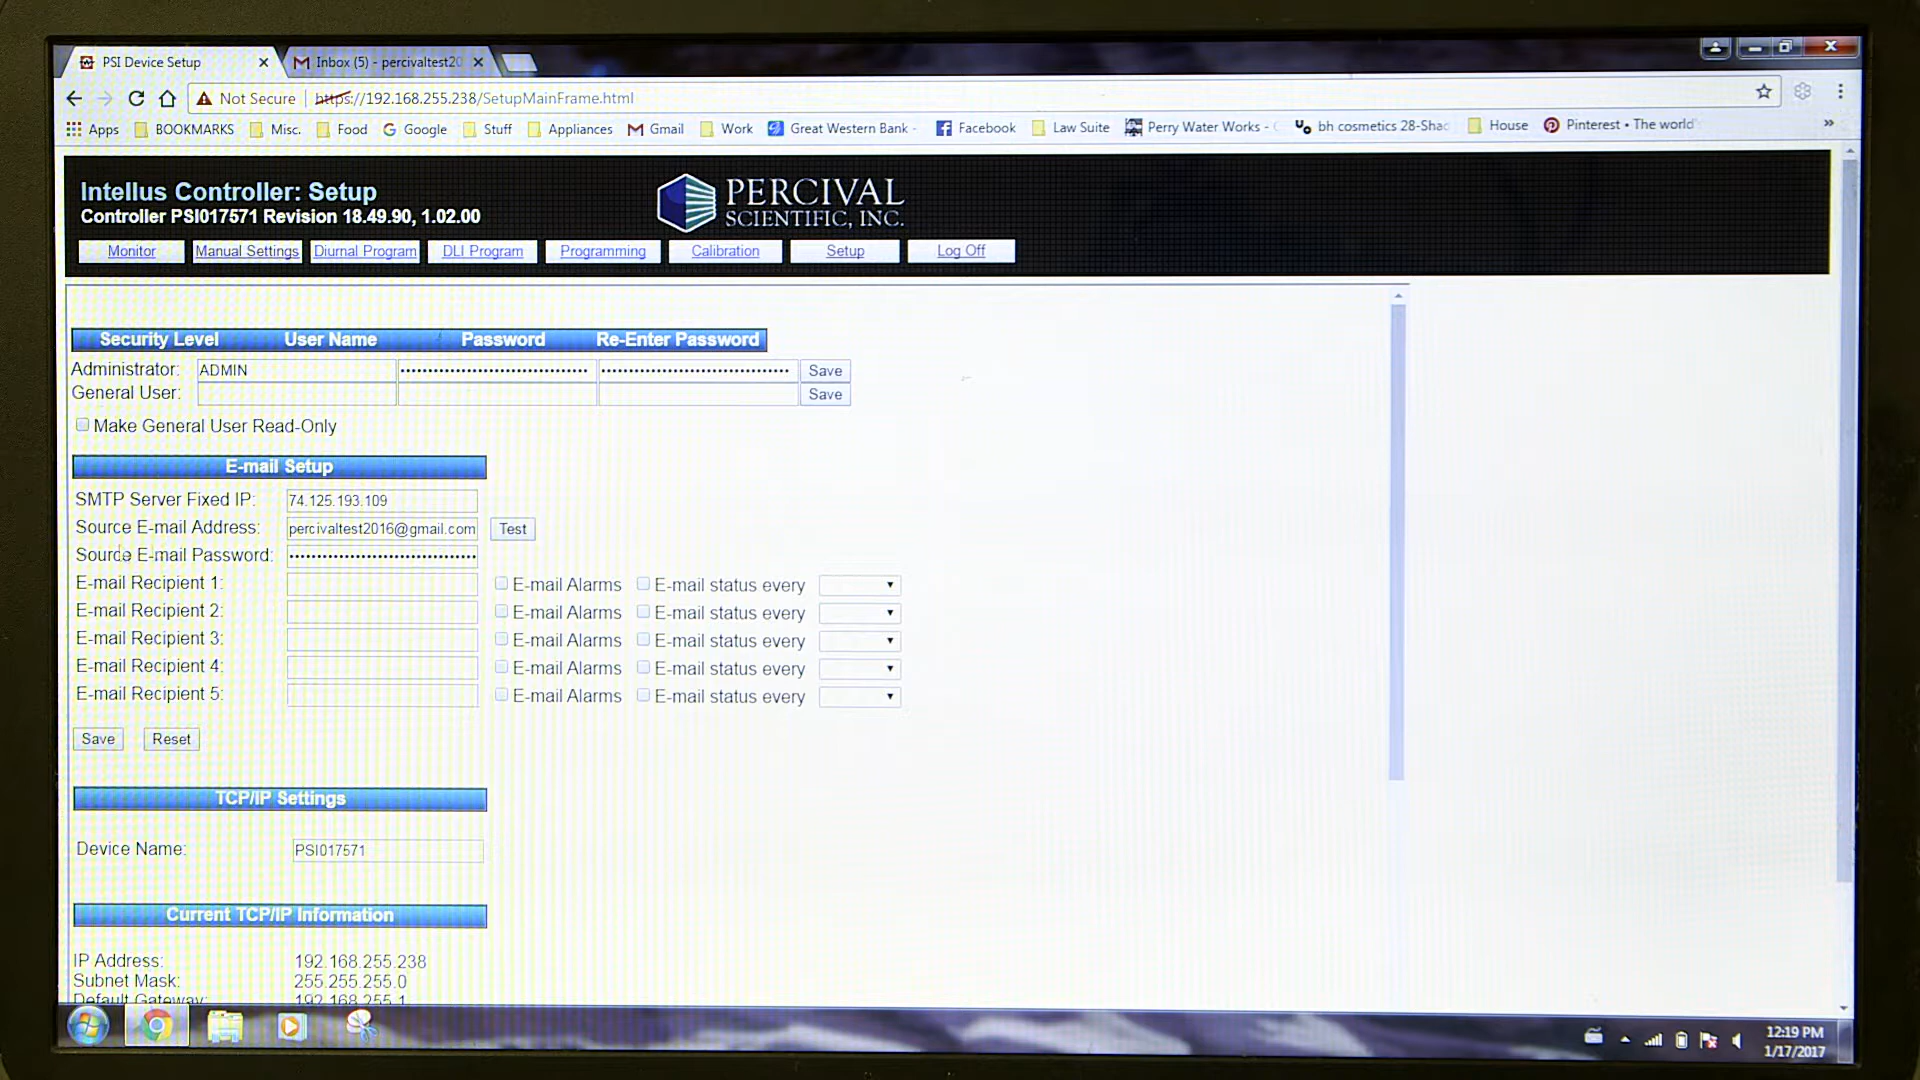 PSI Device Setup
Inbox (5) - percivaltest20
Not Secure https://192.168.255.238/SetupMainFrame.html
Apps BOOKMARKS Misc. Food Google Stuff Appliances Gmail Work Great Western Bank - Facebook Law Suite Perry Water Works - bh cosmetics 28-Shad House Pinterest • The world's »
Intellus Controller: Setup
Controller PSI017571 Revision 18.49.90, 1.02.00
PERCIVAL
SCIENTIFIC, INC.
Monitor Manual Settings Diurnal Program DLI Program Programming Calibration Setup Log Off
Security Level User Name Password Re-Enter Password
Administrator: ADMIN Save
General User: Save
Make General User Read-Only
E-mail Setup
SMTP Server Fixed IP: 74.125.193.109
Source E-mail Address: percivaltest2016@gmail.com Test
Source E-mail Password:
E-mail Recipient 1: E-mail Alarms E-mail status every
E-mail Recipient 2: E-mail Alarms E-mail status every
E-mail Recipient 3: E-mail Alarms E-mail status every
E-mail Recipient 4: E-mail Alarms E-mail status every
E-mail Recipient 5: E-mail Alarms E-mail status every
Save Reset
TCP/IP Settings
Device Name: PSI017571
Current TCP/IP Information
IP Address: 192.168.255.238
Subnet Mask: 255.255.255.0
Default Gateway: 192.168.255.1
12:19 PM
1/17/2017